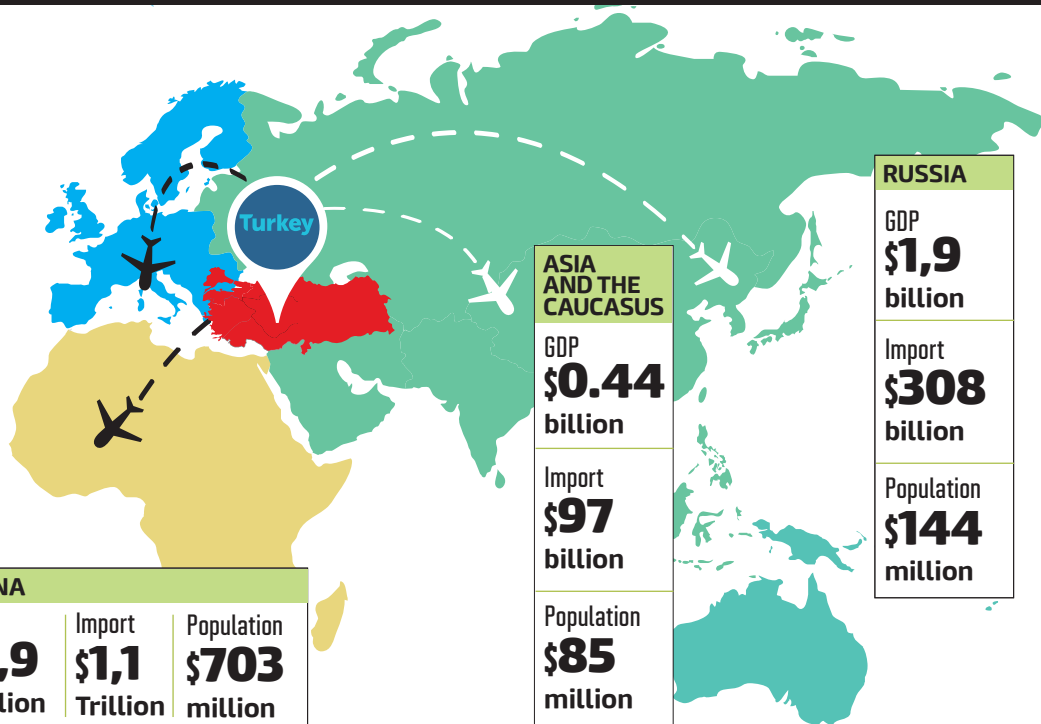 Turkey
RUSSIA
GDP
$1,9
billion
Import
$308
billion
Population
$144
million
ASIA
AND THE
CAUCASUS
GDP
$0.44
billion
Import
$97
billion
Population
$85
million
NA
,9
lion
Import
$1,1
Trillion
Population
$703
million